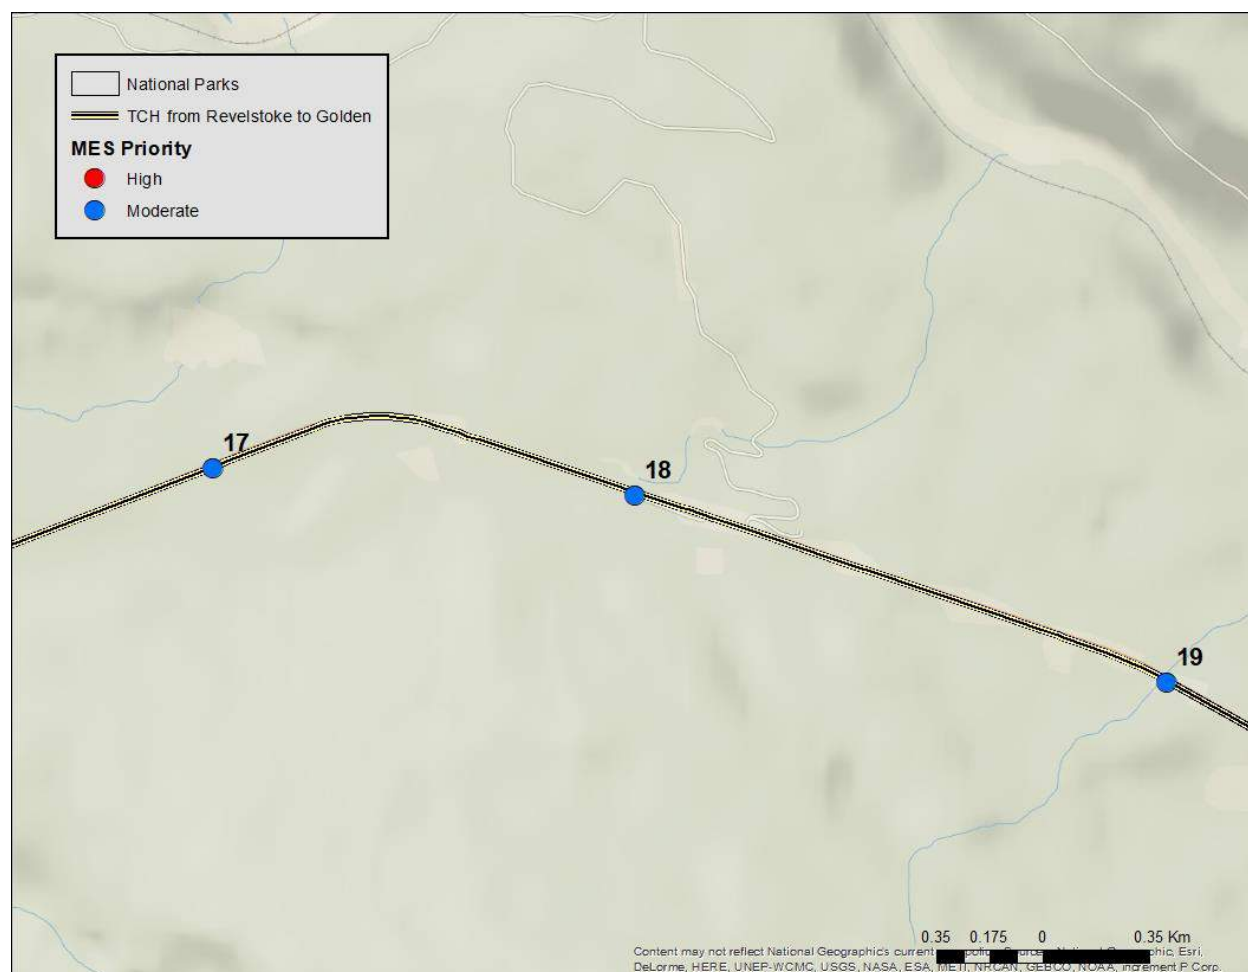 National Parks
TCH from Revelstoke to Golden
MES Priority
High
Moderate
17
18
19
0.35 0.175 0 0.35 Km
Content may not reflect National Geographic's current
DeLorme, HERE, UNEP-WCMC, USGS, NASA, ESA, METI, NRCAN, GEBCO, NOAA, increment P Corp.